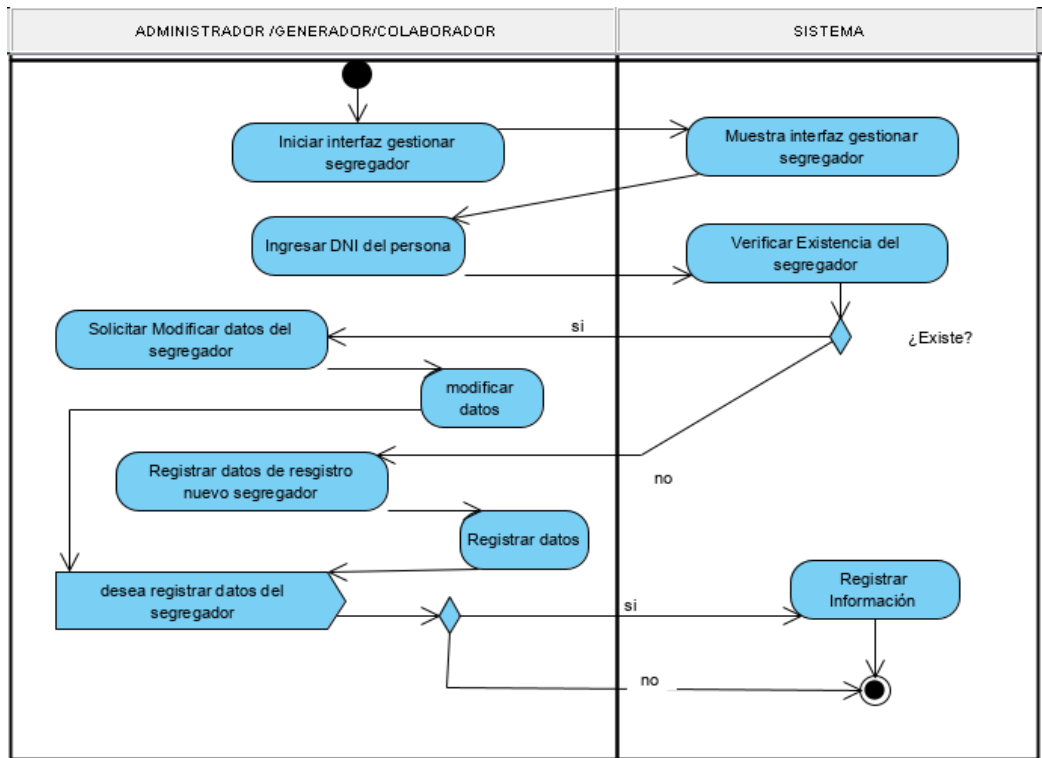 ADMINISTRADOR /GENERADOR/COLABORADOR
SISTEMA
Iniciar interfaz gestionar
segregador
Muestra interfaz gestionar
segregador
Ingresar DNI del persona
Verificar Existencia del
segregador
Solicitar Modificar datos del
segregador
si
¿Existe?
modificar
datos
Registrar datos de resgistro
nuevo segregador
no
Registrar datos
desea registrar datos del
segregador
si
Registrar
Información
no